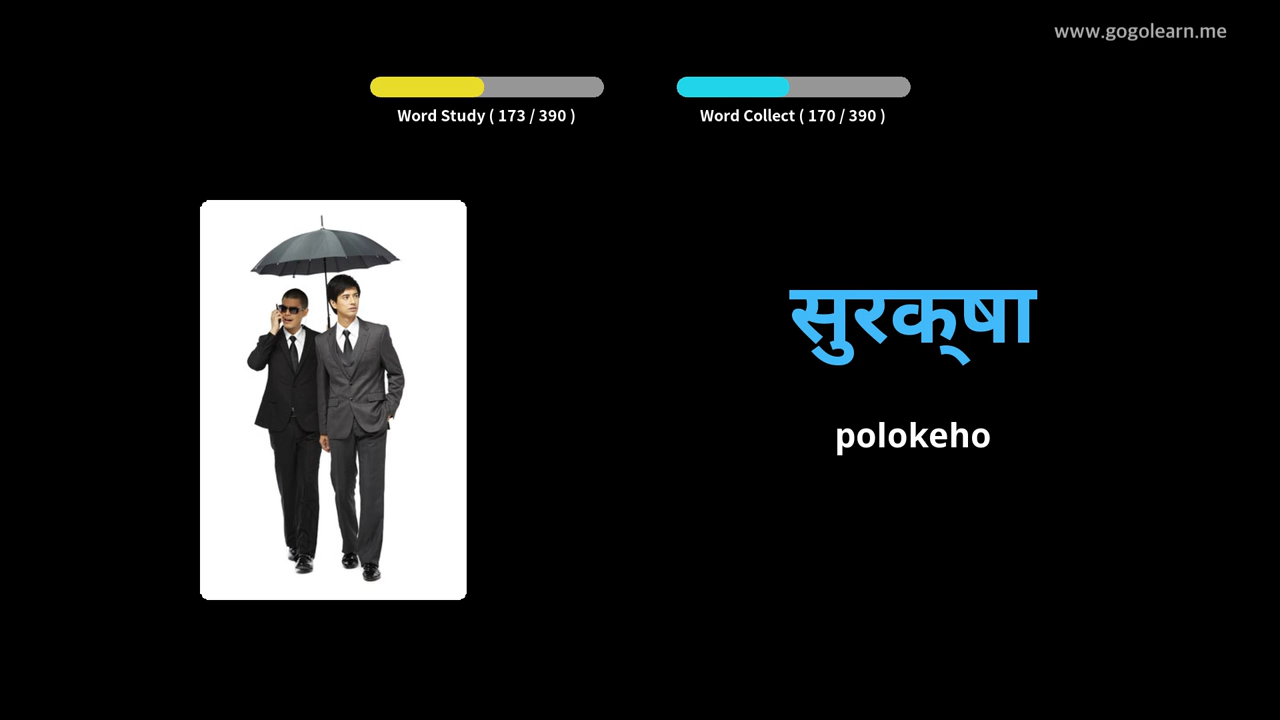 www.gogolearn.me
Word Study ( 173 / 390 )
Word Collect ( 170 / 390 )
सुरक्षा
polokeho